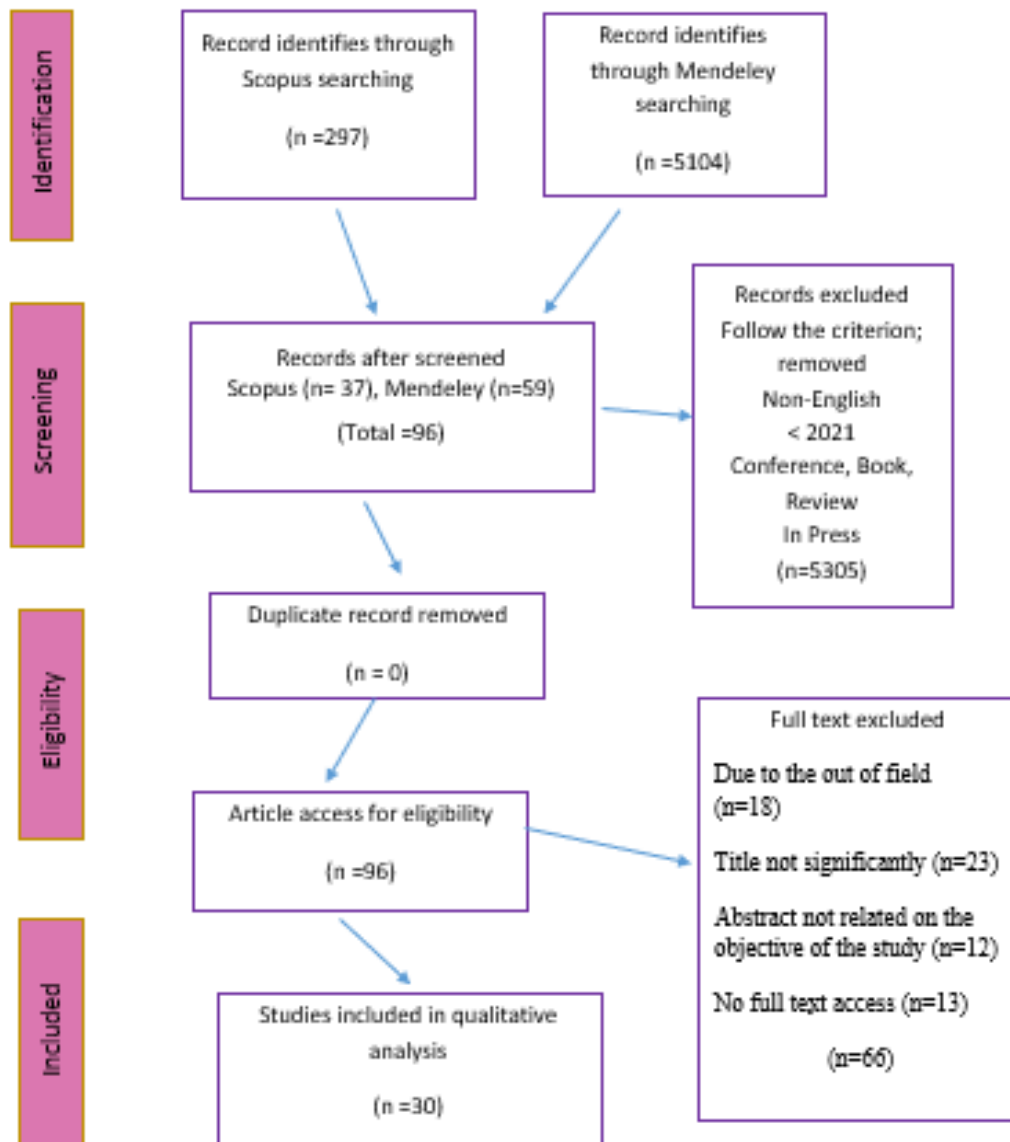 Identification
Record identifies through
Scopus searching
(n =297)
Record identifies
through Mendeley
searching
(n =5104)
Screening
Records after screened
Scopus (n= 37), Mendeley (n=59)
(Total =96)
Records excluded
Follow the criterion;
removed
Non-English
< 2021
Conference, Book,
Review
In Press
(n=5305)
Eligibility
Duplicate record removed
(n = 0)
Article access for eligibility
(n =96)
Full text excluded
Due to the out of field
(n=18)
Title not significantly (n=23)
Abstract not related on the
objective of the study (n=12)
No full text access (n=13)
(n=66)
Included
Studies included in qualitative
analysis
(n =30)